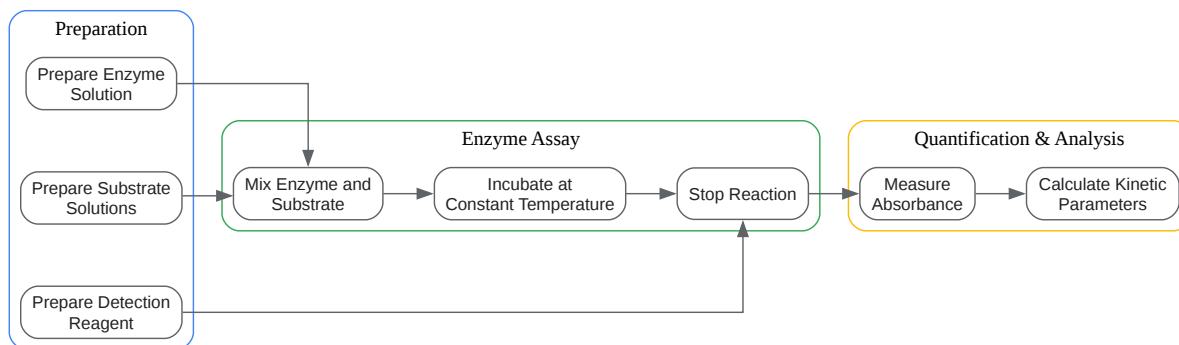 Preparation
Prepare Enzyme
Solution
Prepare Substrate
Solutions
Prepare Detection
Reagent
Enzyme Assay
Mix Enzyme and
Substrate
Incubate at
Constant Temperature
Stop Reaction
Quantification & Analysis
Measure
Absorbance
Calculate Kinetic
Parameters